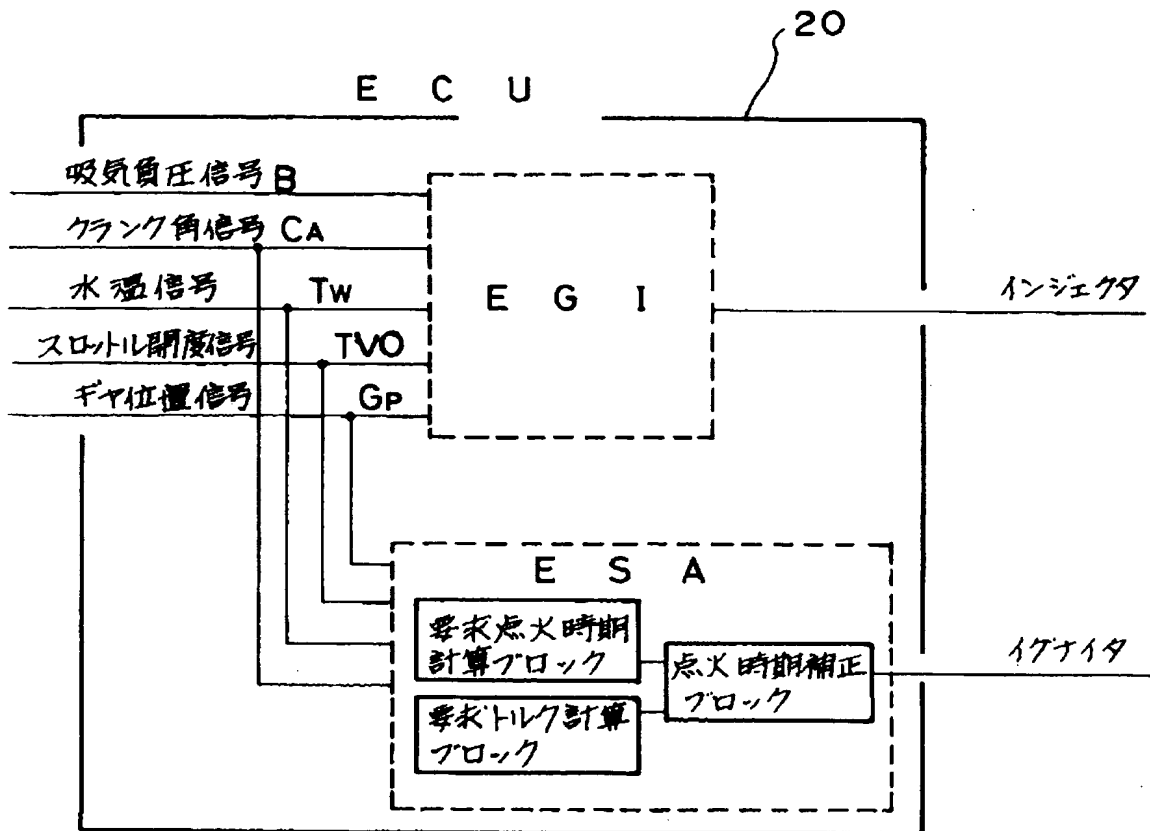 20
E C U
吸気負圧信号 B
クランク角信号 CA
水温信号 TW
スロットル開度信号 TVO
ギヤ位置信号 GP
E G I
インジェクタ
E S A
要求点火時期
計算ブロック
要求トルク計算
ブロック
点火時期補正
ブロック
イグナイタ